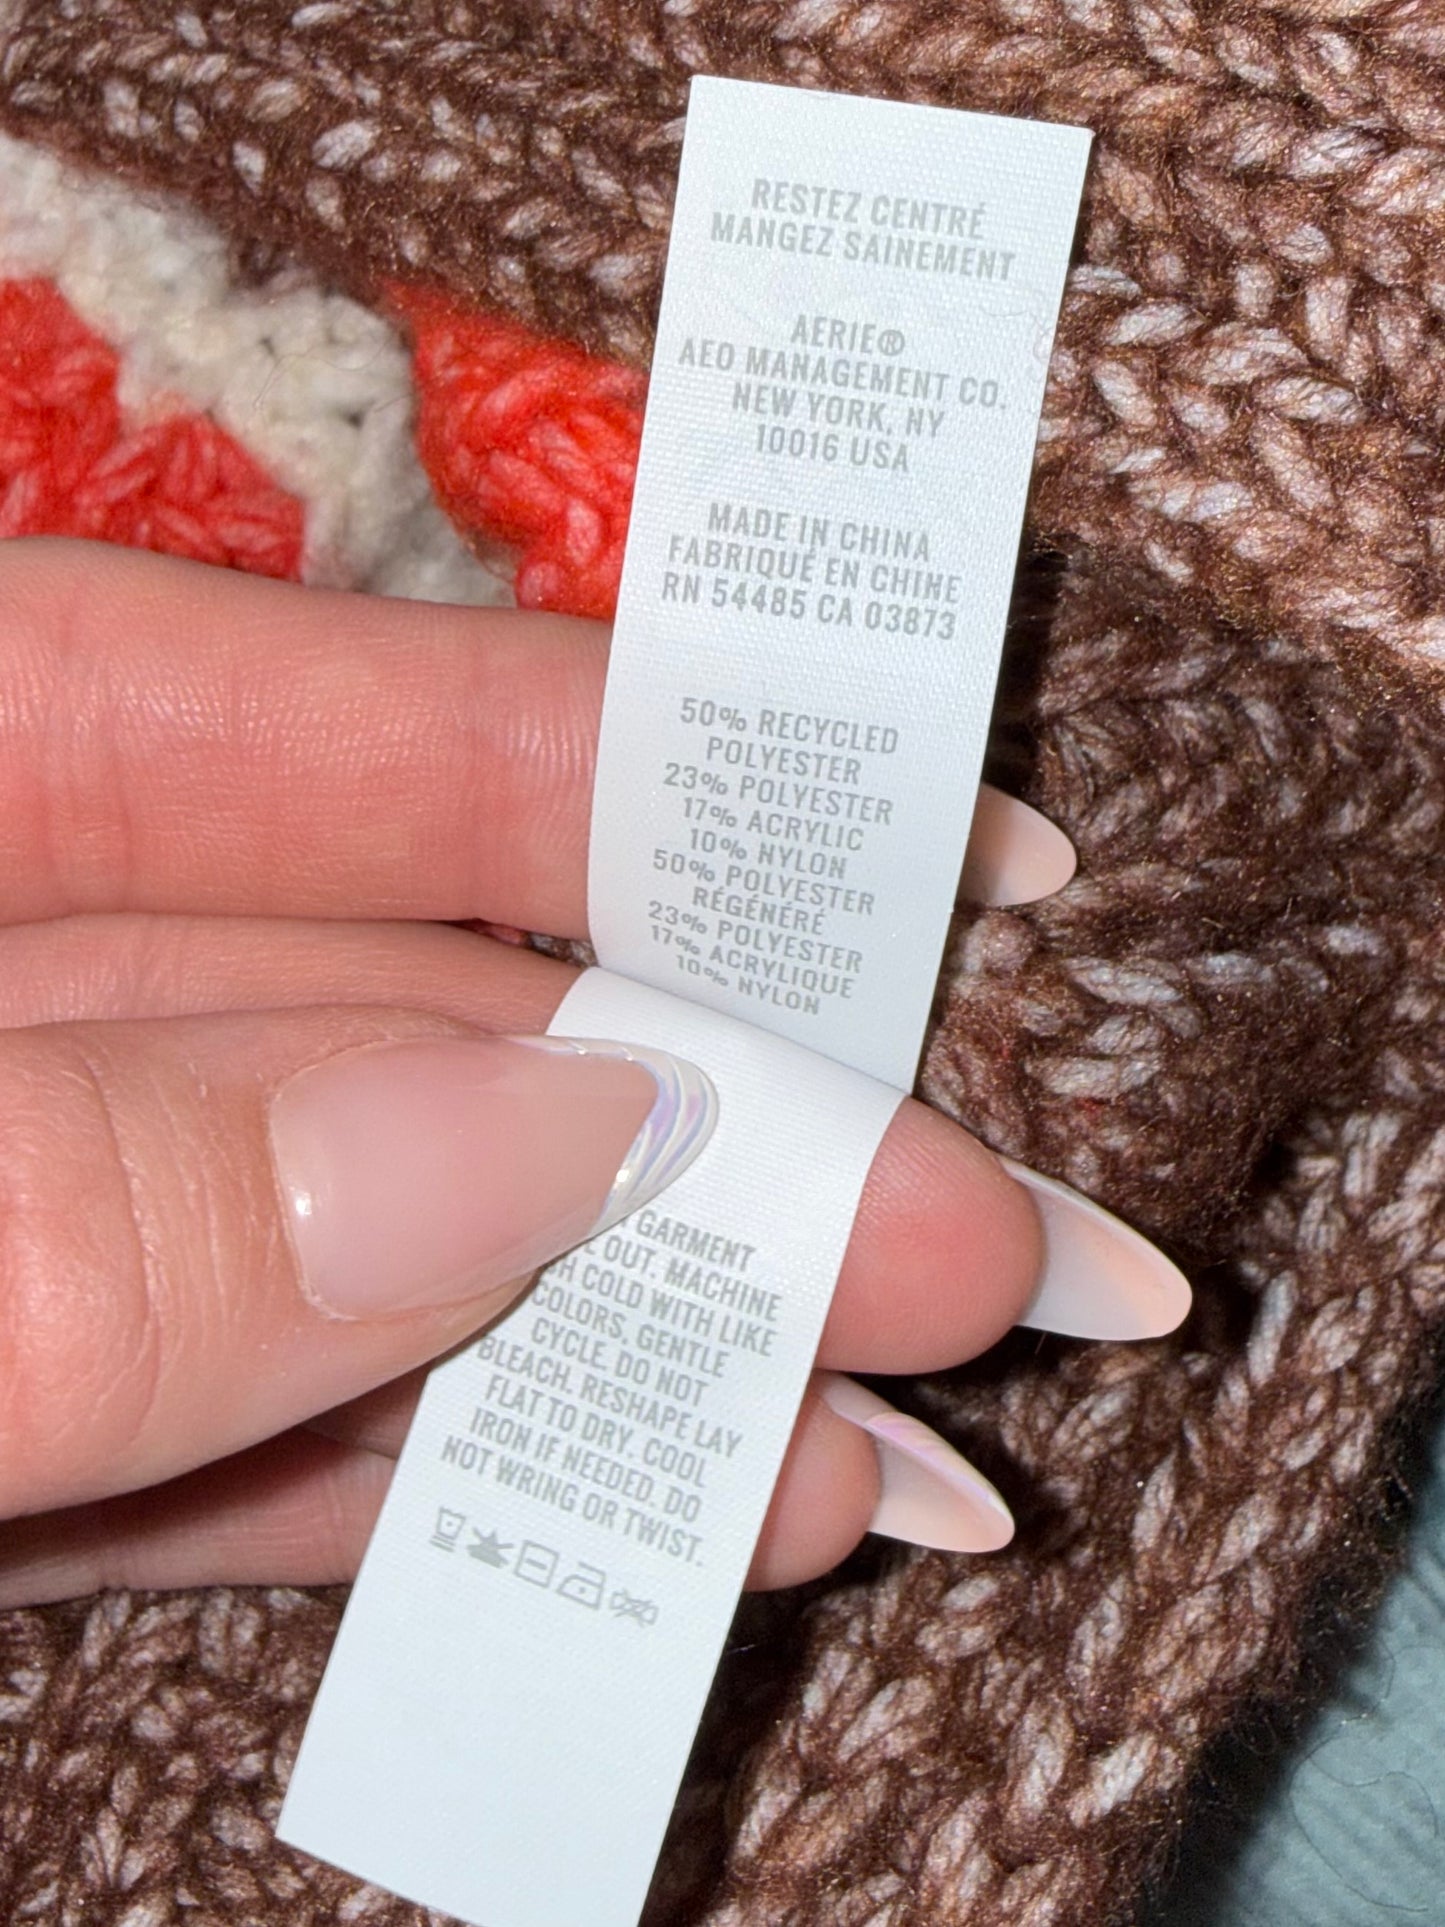 RESTEZ CENTRÉ
MANGEZ SAINEMENT
AERIE®
AEO MANAGEMENT CO.
NEW YORK, NY
10016 USA
MADE IN CHINA
FABRIQUÉ EN CHINE
RN 54485 CA 03873
50% RECYCLED
POLYESTER
23% POLYESTER
17% ACRYLIC
10% NYLON
50% POLYESTER
RÉGÉNÉRÉ
23% POLYESTER
17% ACRYLIQUE
10% NYLON
GARMENT
OUT. MACHINE
COLD WITH LIKE
COLORS, GENTLE
CYCLE. DO NOT
BLEACH. RESHAPE LAY
FLAT TO DRY. COOL
IRON IF NEEDED. DO
NOT WRING OR TWIST.